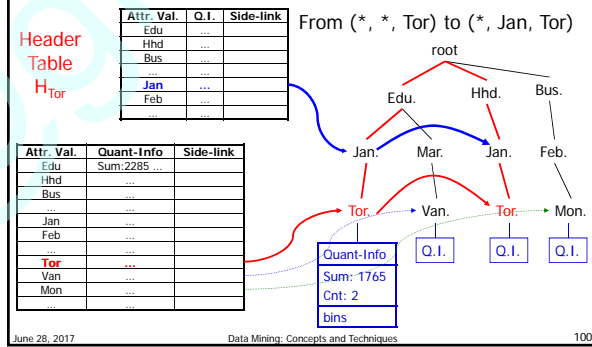 From (*, *, Tor) to (*, Jan, Tor)
Header
Table
H_Tor
Attr. Val. Q.I. Side-link
Edu ...
Hhd ...
Bus ...
... ...
Jan ...
Feb ...
Attr. Val. Quant-Info Side-link
Edu Sum:2285 ...
Hhd ...
Bus ...
... ...
Jan ...
Feb ...
... ...
Tor ...
Van ...
Mon ...
... ...
root
Edu. Hhd. Bus.
Jan. Mar. Jan. Feb.
Tor. Van. Tor. Mon.
Quant-Info Q.I. Q.I. Q.I.
Sum: 1765
Cnt: 2
bins
June 28, 2017 Data Mining: Concepts and Techniques 100